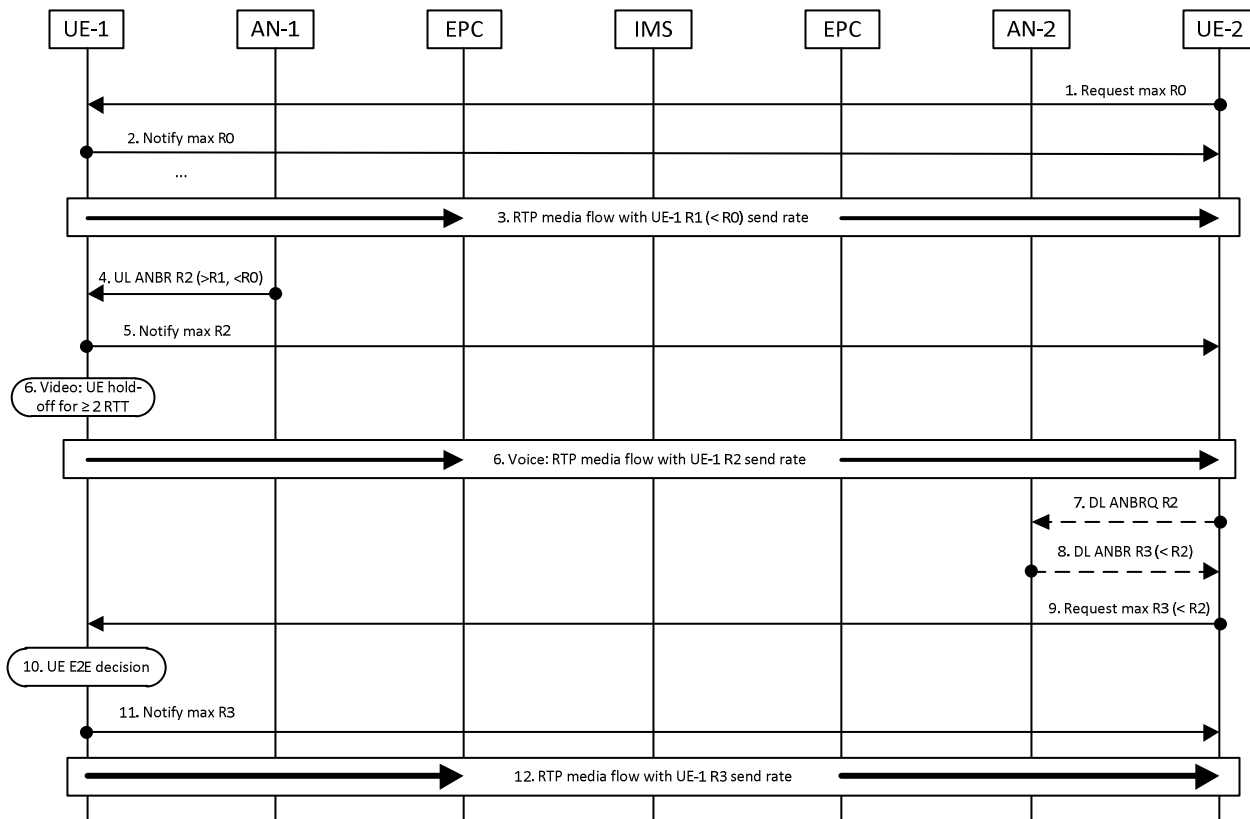 UE-1
AN-1
EPC
IMS
EPC
AN-2
UE-2
1. Request max R0
2. Notify max R0
...
3. RTP media flow with UE-1 R1 (< R0) send rate
4. UL ANBR R2 (>R1, <R0)
5. Notify max R2
6. Video: UE hold-
off for ≥ 2 RTT
6. Voice: RTP media flow with UE-1 R2 send rate
7. DL ANBRQ R2
8. DL ANBR R3 (< R2)
9. Request max R3 (< R2)
10. UE E2E decision
11. Notify max R3
12. RTP media flow with UE-1 R3 send rate